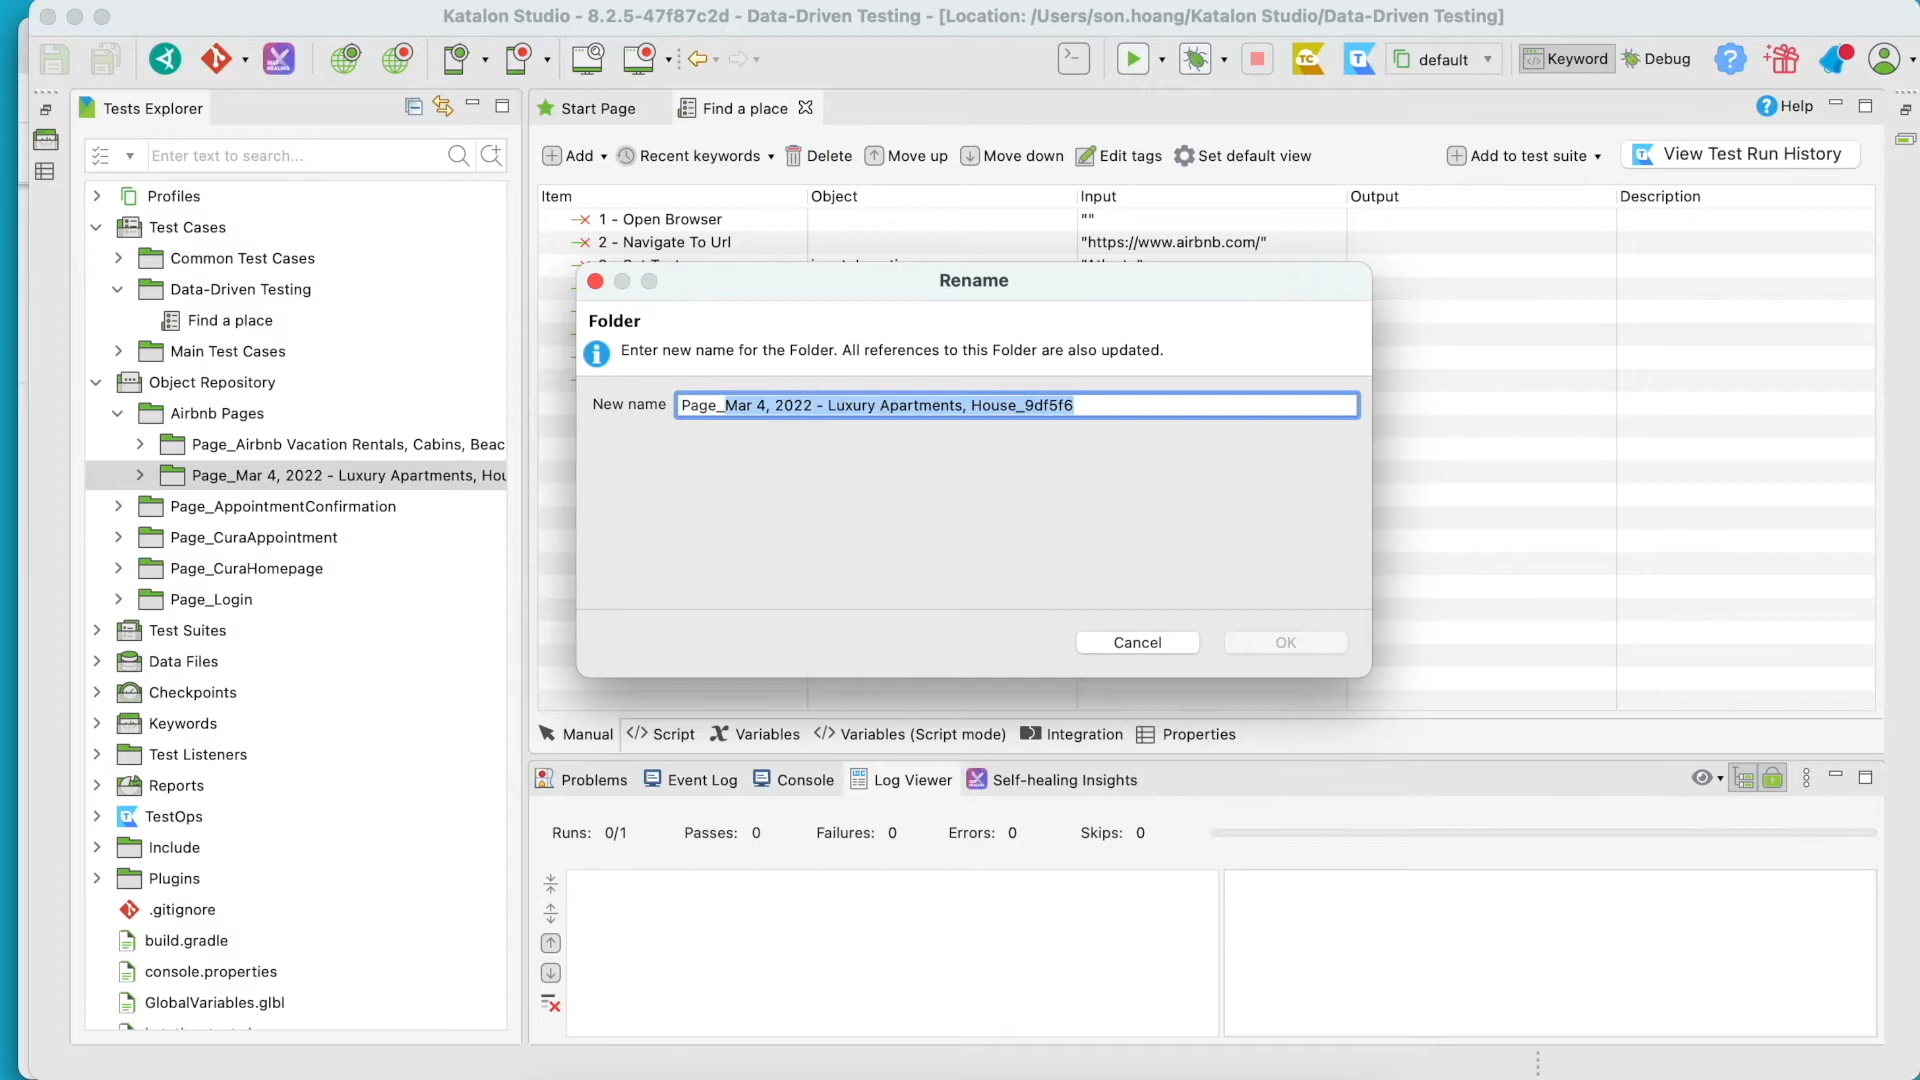 Katalon Studio - 8.2.5-47f87c2d - Data-Driven Testing - [Location: /Users/son.hoang/Katalon Studio/Data-Driven Testing]
SELF HEALING
TC
T
default
Keyword
Debug
Tests Explorer
Start Page
Find a place
Help
Enter text to search...
Add
Recent keywords
Delete
Move up
Move down
Edit tags
Set default view
Add to test suite
View Test Run History
Item
Object
Input
Output
Description
1 - Open Browser
""
2 - Navigate To Url
"https://www.airbnb.com/"
Profiles
Test Cases
Common Test Cases
Data-Driven Testing
Find a place
Main Test Cases
Object Repository
Airbnb Pages
Page_Airbnb Vacation Rentals, Cabins, Beac
Page_Mar 4, 2022 - Luxury Apartments, Hou
Page_AppointmentConfirmation
Page_CuraAppointment
Page_CuraHomepage
Page_Login
Test Suites
Data Files
Checkpoints
Keywords
Test Listeners
Reports
TestOps
Include
Plugins
.gitignore
build.gradle
console.properties
GlobalVariables.glbl
Rename
Folder
Enter new name for the Folder. All references to this Folder are also updated.
New name
Page_Mar 4, 2022 - Luxury Apartments, House_9df5f6
Cancel
OK
Manual
Script
Variables
Variables (Script mode)
Integration
Properties
Problems
Event Log
Console
Log Viewer
Self-healing Insights
Runs: 0/1
Passes: 0
Failures: 0
Errors: 0
Skips: 0